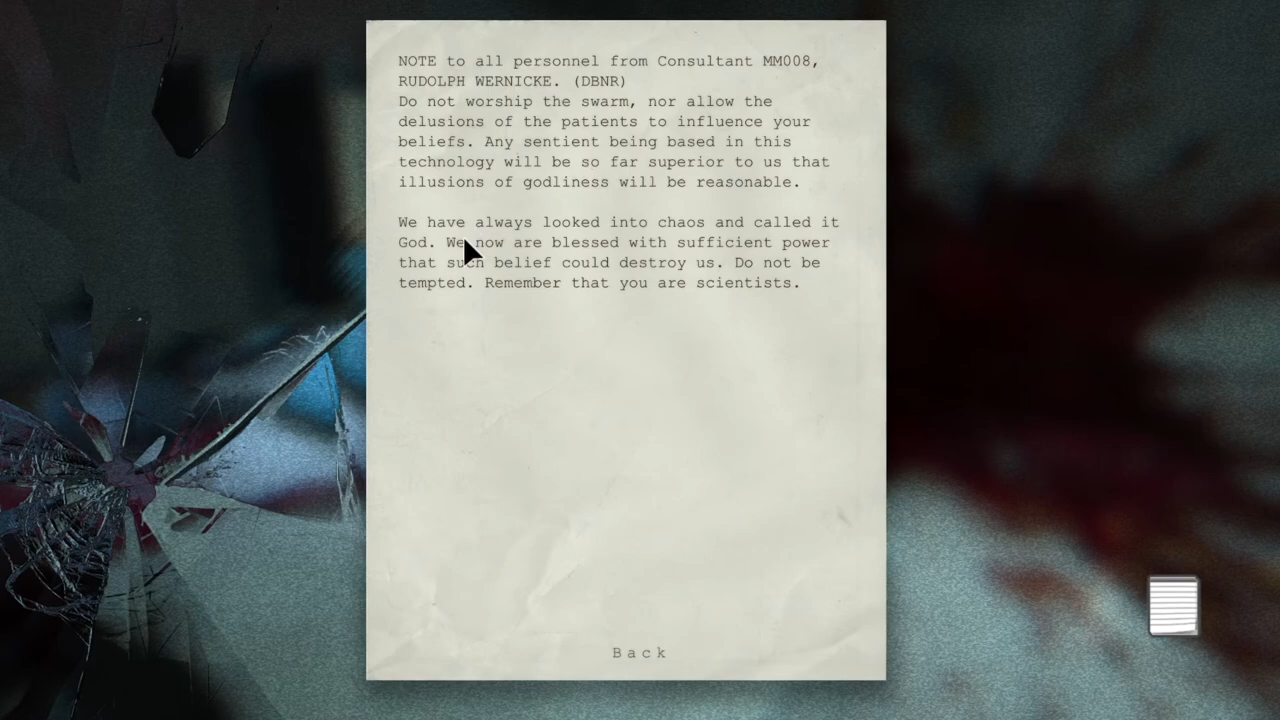 NOTE to all personnel from Consultant MM008,
RUDOLPH WERNICKE. (DBNR)
Do not worship the swarm, nor allow the
delusions of the patients to influence your
beliefs. Any sentient being based in this
technology will be so far superior to us that
illusions of godliness will be reasonable.
We have always looked into chaos and called it
God. We now are blessed with sufficient power
that such belief could destroy us. Do not be
tempted. Remember that you are scientists.
Back